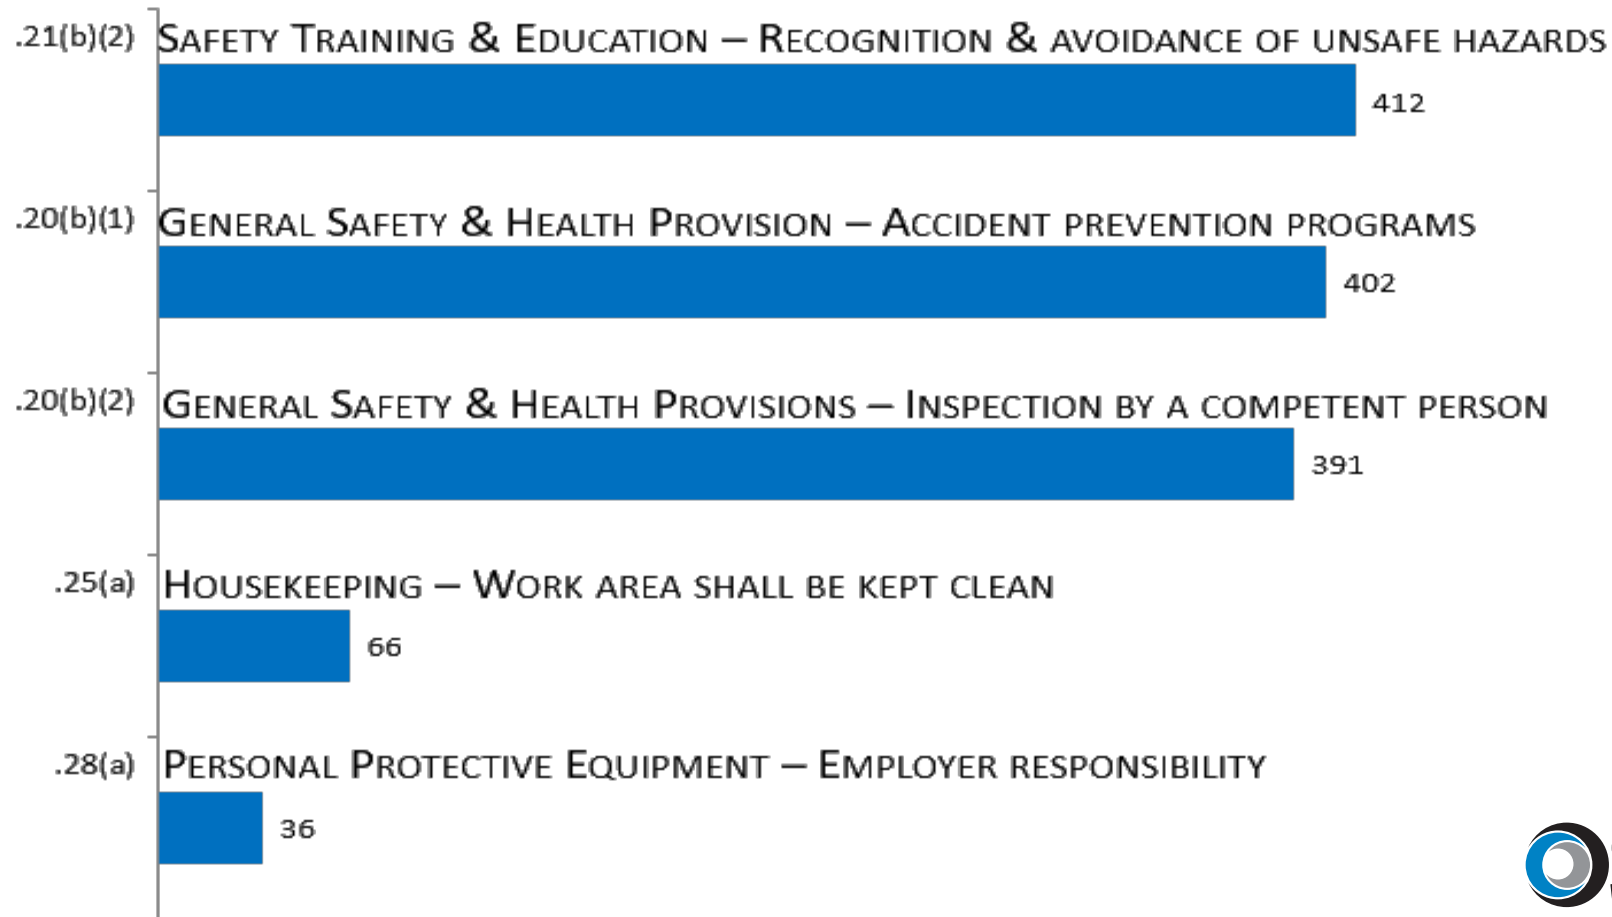 .21(b)(2) Safety Training & Education – Recognition & avoidance of unsafe hazards
412
.20(b)(1) General Safety & Health Provision – Accident prevention programs
402
.20(b)(2) General Safety & Health Provisions – Inspection by a competent person
391
.25(a) Housekeeping – Work area shall be kept clean
66
.28(a) Personal Protective Equipment – Employer responsibility
36